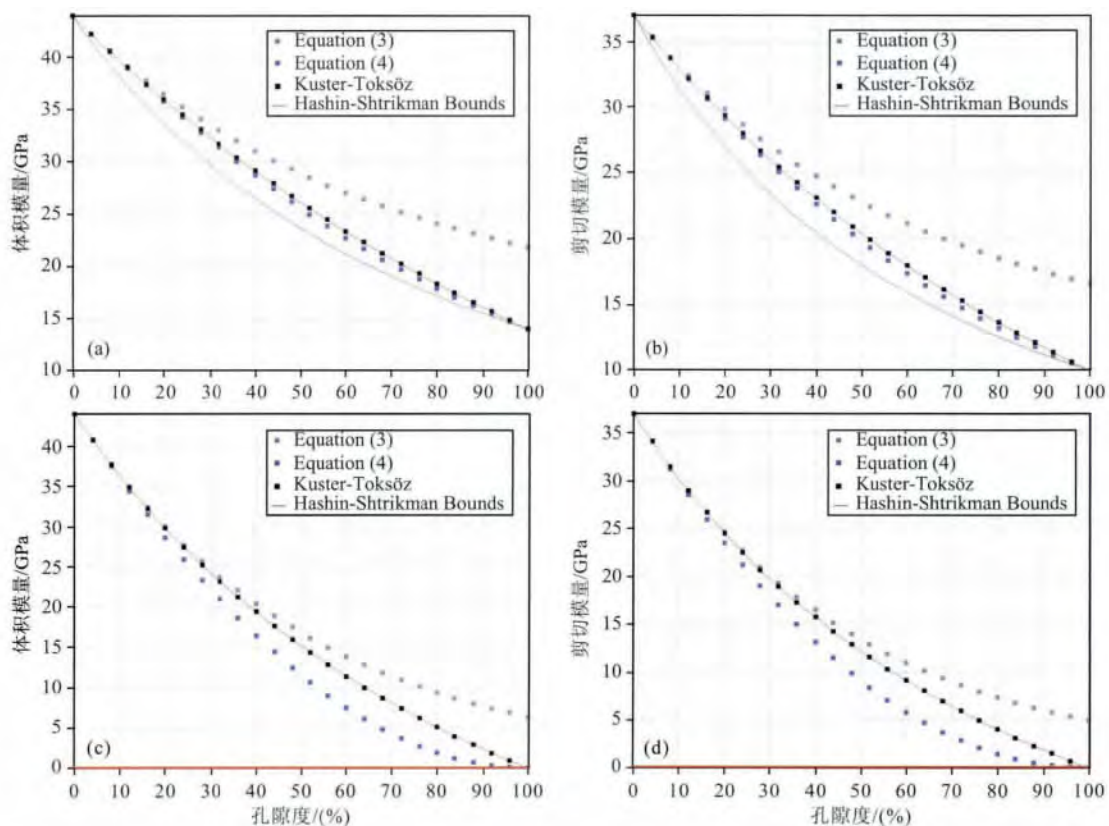 体积模量/GPa
40
35
30
25
20
15
10
Equation (3)
Equation (4)
Kuster-Toksöz
Hashin-Shtrikman Bounds
(a)
0 10 20 30 40 50 60 70 80 90 100
剪切模量/GPa
35
30
25
20
15
10
Equation (3)
Equation (4)
Kuster-Toksöz
Hashin-Shtrikman Bounds
(b)
0 10 20 30 40 50 60 70 80 90 100
体积模量/GPa
40
35
30
25
20
15
10
5
0
Equation (3)
Equation (4)
Kuster-Toksöz
Hashin-Shtrikman Bounds
(c)
0 10 20 30 40 50 60 70 80 90 100
孔隙度/(%)
剪切模量/GPa
35
30
25
20
15
10
5
0
Equation (3)
Equation (4)
Kuster-Toksöz
Hashin-Shtrikman Bounds
(d)
0 10 20 30 40 50 60 70 80 90 100
孔隙度/(%)